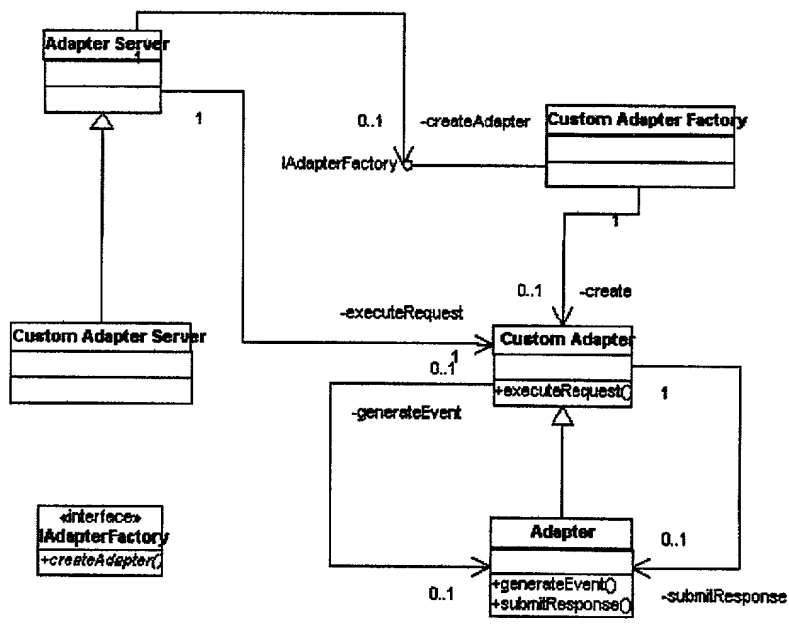 Adapter Server
1
1
0..1
-createAdapter
Custom Adapter Factory
IAdapterFactory
1
0..1
-create
-executeRequest
Custom Adapter Server
Custom Adapter
1
0..1
+executeRequest()
1
-generateEvent
«interface»
IAdapterFactory
+createAdapter()
Adapter
0..1
+generateEvent()
+submitResponse()
0..1
-submitResponse